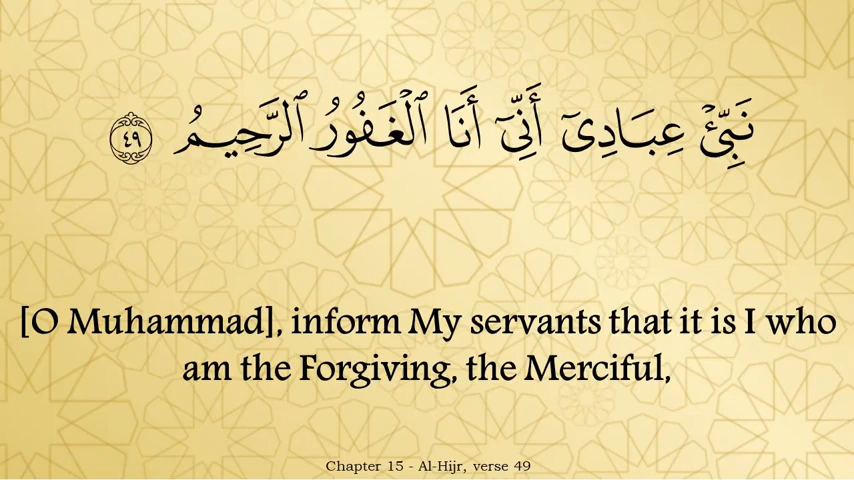 نَبِّئْ عِبَادِىٓ أَنِّىٓ أَنَا ٱلْغَفُورُ ٱلرَّحِيمُ ٤٩
[O Muhammad], inform My servants that it is I who
am the Forgiving, the Merciful,
Chapter 15 - Al-Hijr, verse 49